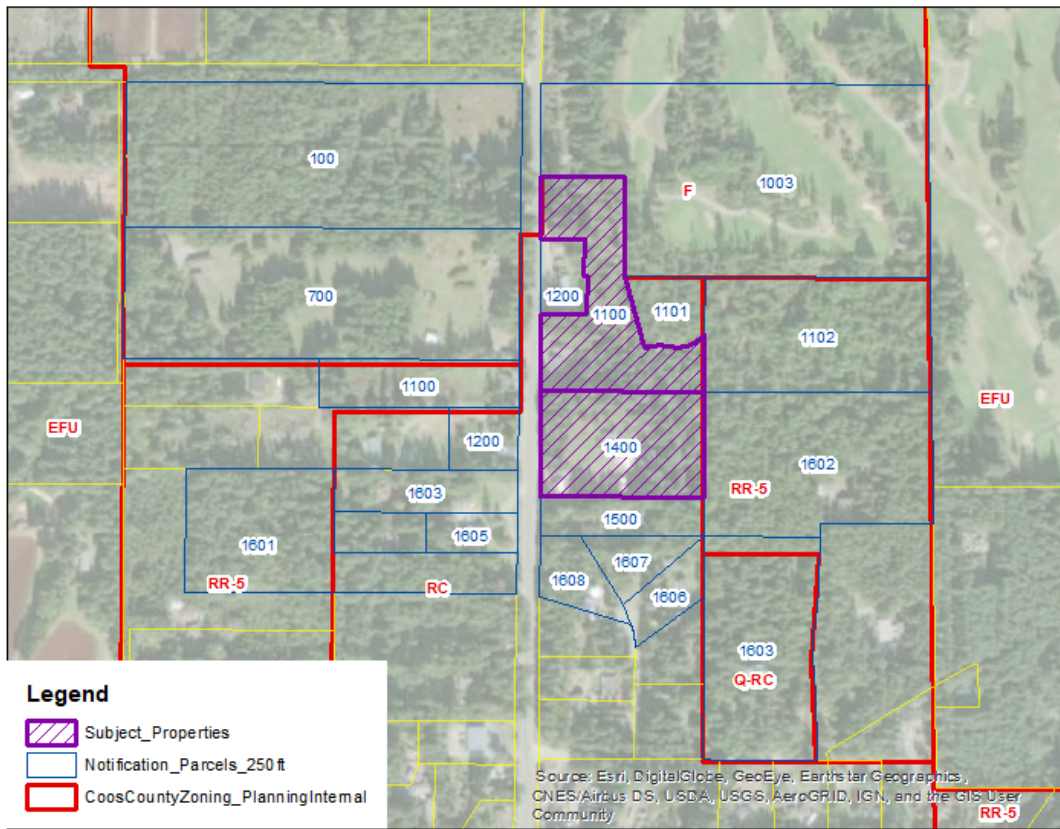 100
1003
F
700
1200
1100
1101
1102
1100
EFU
EFU
1200
1400
1602
1603
RR-5
1500
1601
1605
1607
1608
1606
RR-5
RC
1603
Q-RC
Legend
Subject_Properties
Notification_Parcels_250ft
CoosCountyZoning_PlanningInternal
Source: Esri, DigitalGlobe, GeoEye, Earthstar Geographics,
CNES/Airbus DS, USDA, USGS, AeroGRID, IGN, and the GIS User
Community
RR-5